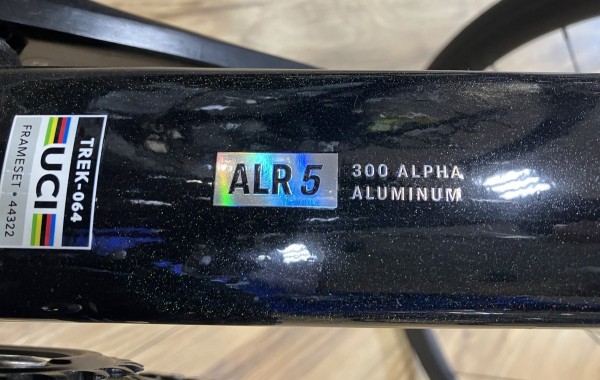 TREK-064
UCI
FRAMESET • 44322
ALR 5
300 ALPHA
ALUMINUM